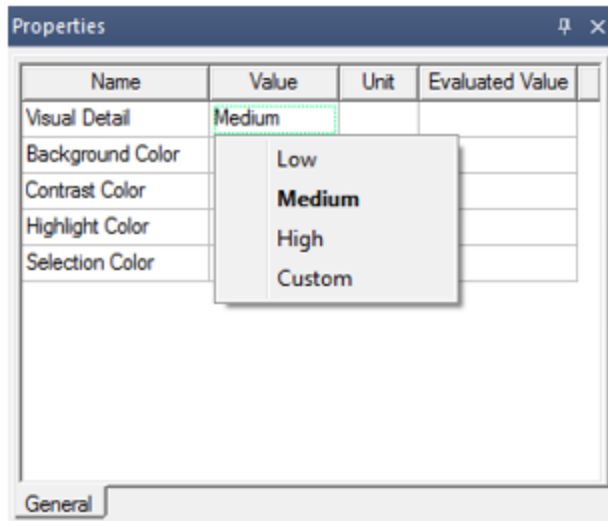 Properties
Name Value Unit Evaluated Value
Visual Detail Medium
Background Color
Low
Contrast Color
Medium
Highlight Color
High
Selection Color
Custom
General